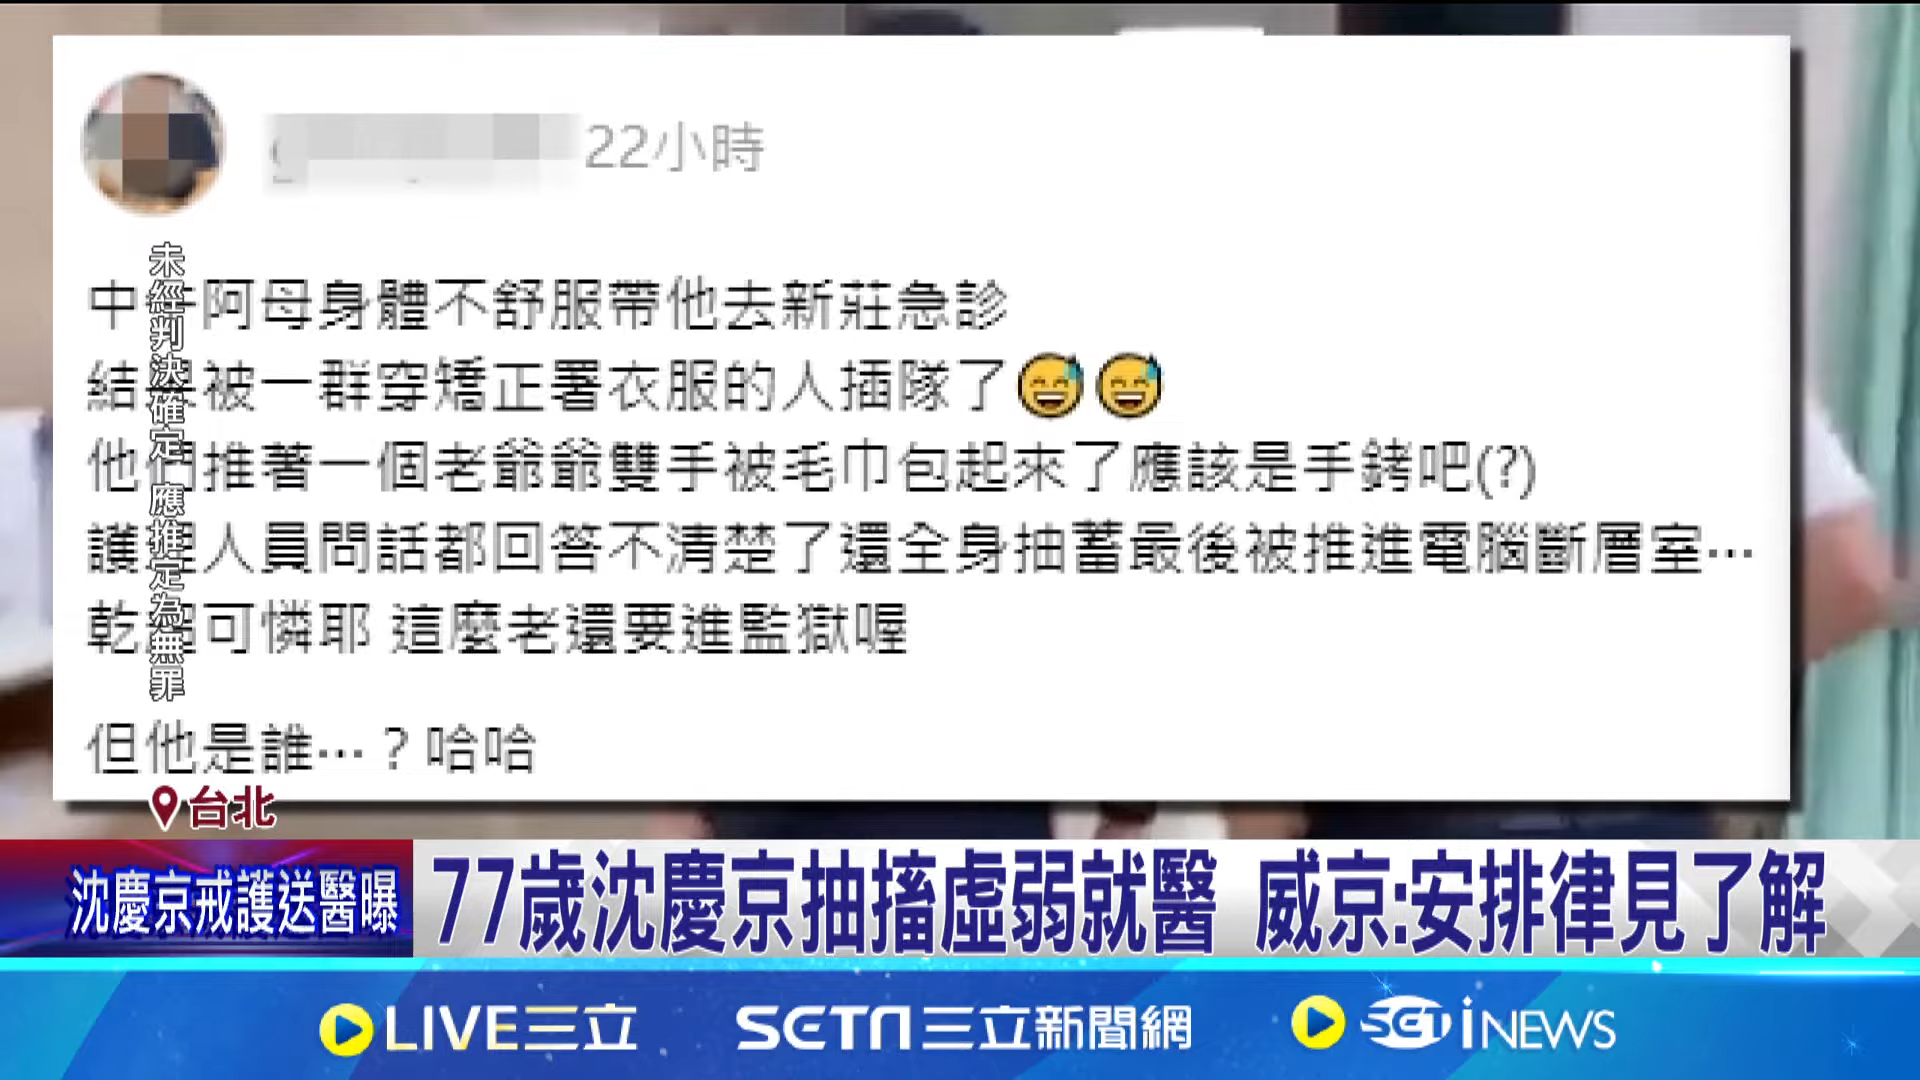 22小時
中午阿母身體不舒服帶他去新莊急診
結果被一群穿矯正署衣服的人插隊了😅😅
他們推著一個老爺爺雙手被毛巾包起來了應該是手銬吧(?)
護理人員問話都回答不清楚了還全身抽蓄最後被推進電腦斷層室…
可憐耶 這麼老還要進監獄喔
但他是誰…？哈哈
未經判決確定 應推定為無罪
台北
沈慶京戒護送醫曝
77歲沈慶京抽搐虛弱就醫 威京:安排律見了解
LIVE三立
SETN三立新聞網
SETiNEWS